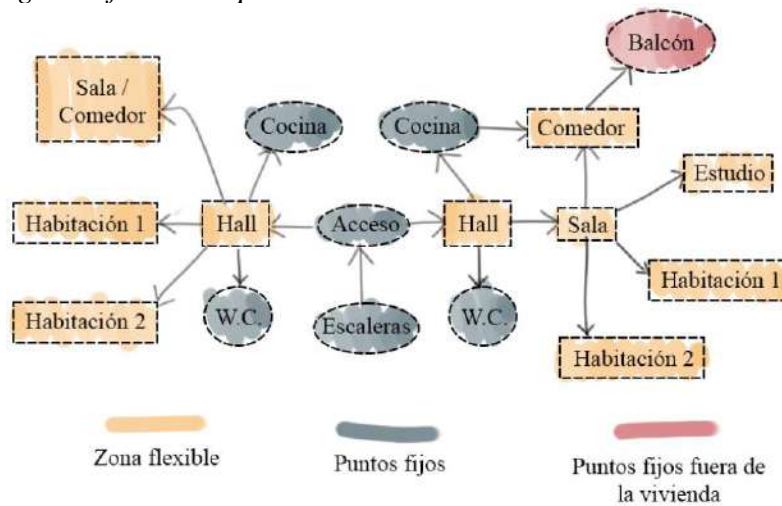 Balcón
Sala /
Comedor
Cocina
Cocina
Comedor
Estudio
Habitación 1
Hall
Acceso
Hall
Sala
Habitación 1
Habitación 2
W.C.
Escaleras
W.C.
Habitación 2
Zona flexible
Puntos fijos
Puntos fijos fuera de
la vivienda